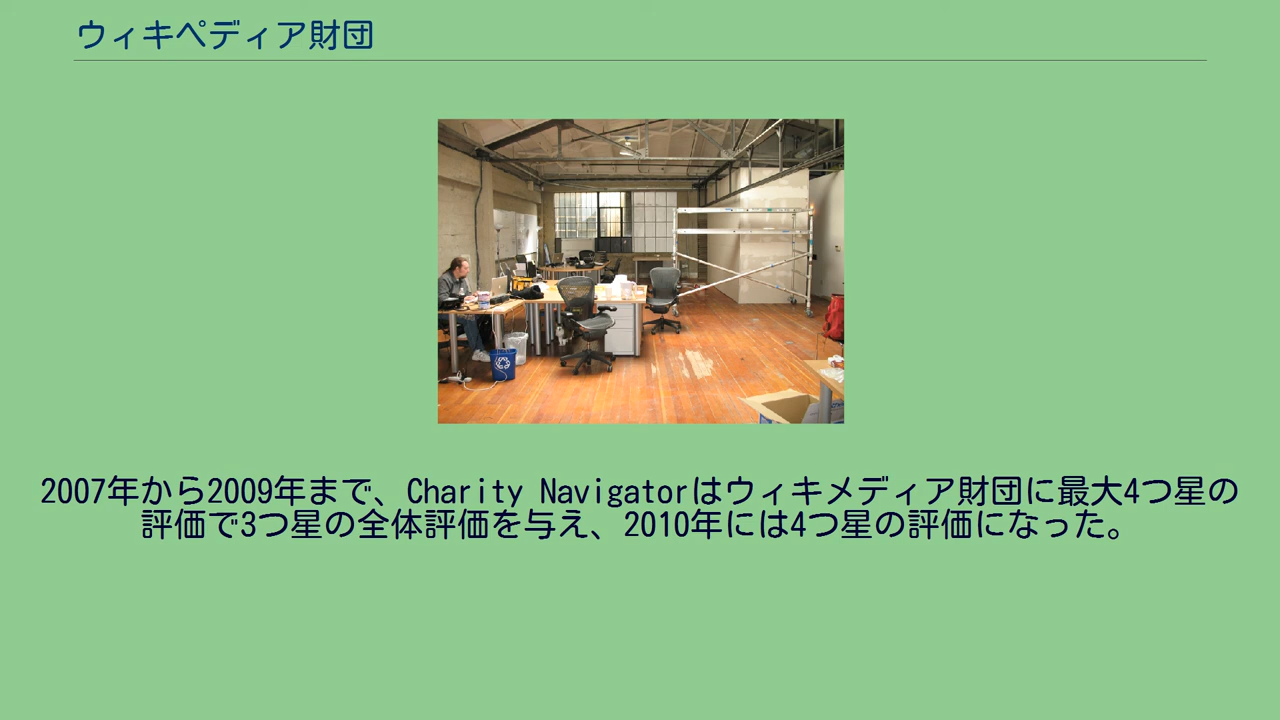 ウィキペディア財団
2007年から2009年まで、Charity Navigatorはウィキメディア財団に最大4つ星の
評価で3つ星の全体評価を与え、2010年には4つ星の評価になった。